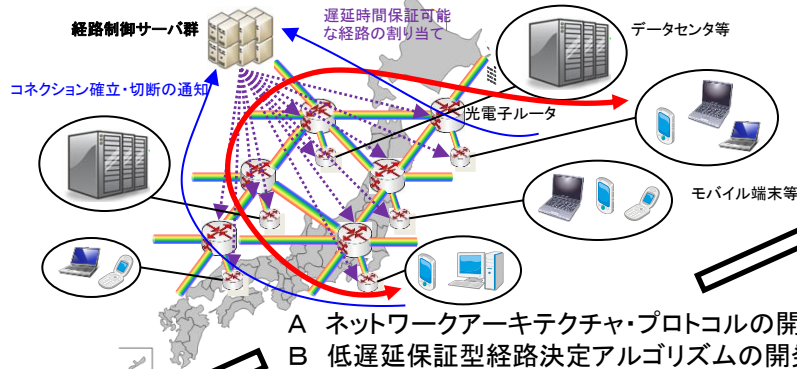 経路制御サーバ群
遅延時間保証可能
な経路の割り当て
データセンタ等
コネクション確立・切断の通知
光電子ルータ
モバイル端末等
A ネットワークアーキテクチャ・プロトコルの開
B 低遅延保証型経路決定アルゴリズムの開発